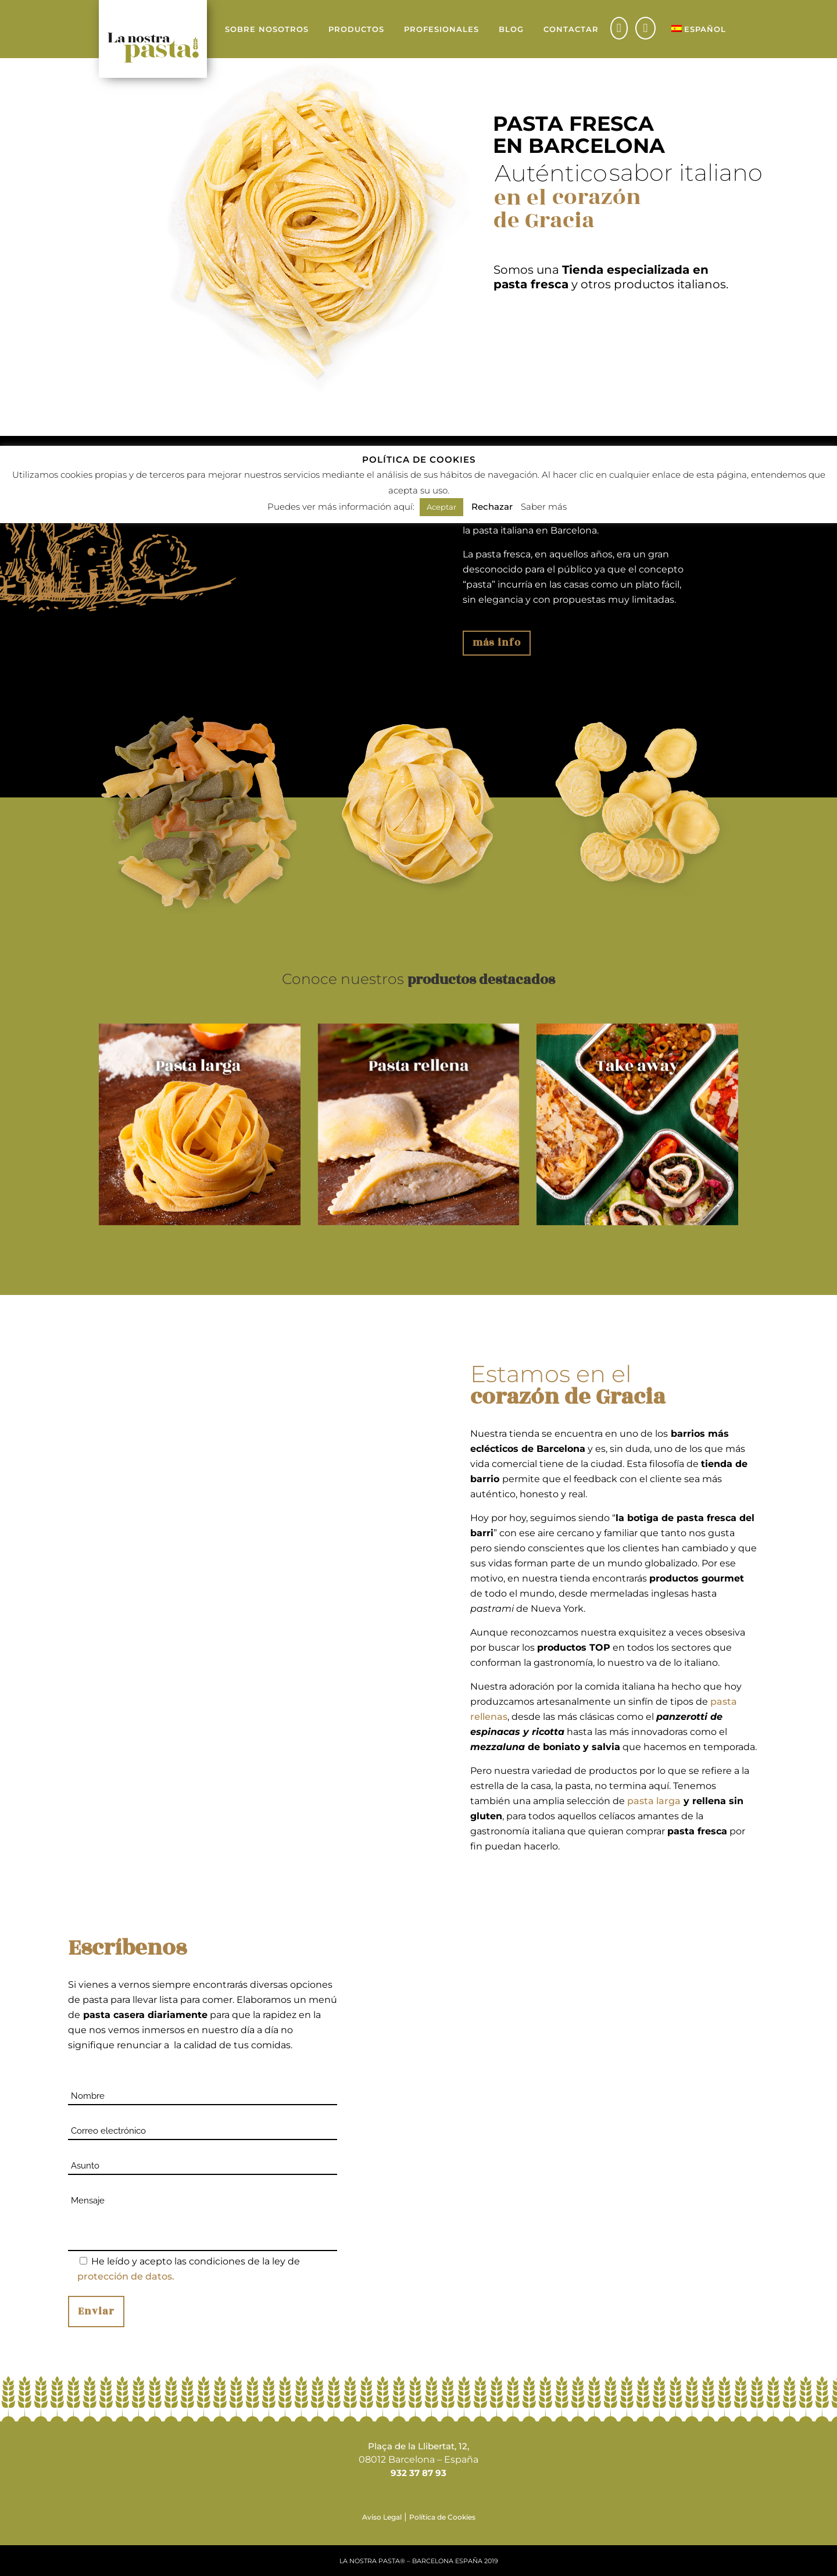 La nostra
pasta!
SOBRE NOSOTROS
PRODUCTOS
PROFESIONALES
BLOG
CONTACTAR
ESPAÑOL
PASTA FRESCA
EN BARCELONA
Auténtico sabor italiano
en el corazón
de Gracia
Somos una Tienda especializada en
pasta fresca y otros productos italianos.
POLÍTICA DE COOKIES
Utilizamos cookies propias y de terceros para mejorar nuestros servicios mediante el análisis de sus hábitos de navegación. Al hacer clic en cualquier enlace de esta página, entendemos que
acepta su uso.
Puedes ver más información aquí: Aceptar Rechazar Saber más
la pasta italiana en Barcelona.
La pasta fresca, en aquellos años, era un gran
desconocido para el público ya que el concepto
“pasta” incurría en las casas como un plato fácil,
sin elegancia y con propuestas muy limitadas.
más info
Conoce nuestros productos destacados
Pasta larga
Pasta rellena
Take away
Estamos en el
corazón de Gracia
Nuestra tienda se encuentra en uno de los barrios más
eclécticos de Barcelona y es, sin duda, uno de los que más
vida comercial tiene de la ciudad. Esta filosofía de tienda de
barrio permite que el feedback con el cliente sea más
auténtico, honesto y real.
Hoy por hoy, seguimos siendo “la botiga de pasta fresca del
barri” con ese aire cercano y familiar que tanto nos gusta
pero siendo conscientes que los clientes han cambiado y que
sus vidas forman parte de un mundo globalizado. Por ese
motivo, en nuestra tienda encontrarás productos gourmet
de todo el mundo, desde mermeladas inglesas hasta
pastrami de Nueva York.
Aunque reconozcamos nuestra exquisitez a veces obsesiva
por buscar los productos TOP en todos los sectores que
conforman la gastronomía, lo nuestro va de lo italiano.
Nuestra adoración por la comida italiana ha hecho que hoy
produzcamos artesanalmente un sinfín de tipos de pasta
rellenas, desde las más clásicas como el panzerotti de
espinacas y ricotta hasta las más innovadoras como el
mezzaluna de boniato y salvia que hacemos en temporada.
Pero nuestra variedad de productos por lo que se refiere a la
estrella de la casa, la pasta, no termina aquí. Tenemos
también una amplia selección de pasta larga y rellena sin
gluten, para todos aquellos celíacos amantes de la
gastronomía italiana que quieran comprar pasta fresca por
fin puedan hacerlo.
Escríbenos
Si vienes a vernos siempre encontrarás diversas opciones
de pasta para llevar lista para comer. Elaboramos un menú
de pasta casera diariamente para que la rapidez en la
que nos vemos inmersos en nuestro día a día no
signifique renunciar a la calidad de tus comidas.
Nombre
Correo electrónico
Asunto
Mensaje
He leído y acepto las condiciones de la ley de
protección de datos.
Enviar
Plaça de la Llibertat, 12,
08012 Barcelona – España
932 37 87 93
Aviso Legal | Política de Cookies
LA NOSTRA PASTA® – BARCELONA ESPAÑA 2019